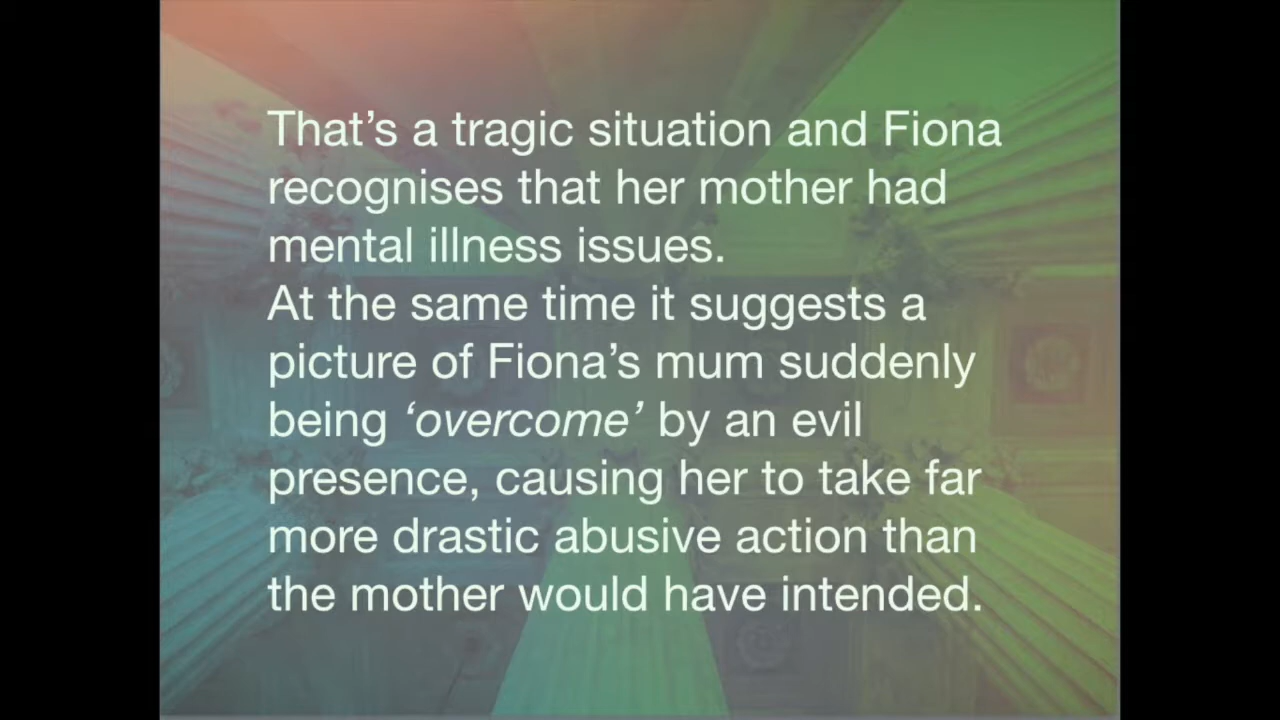 That’s a tragic situation and Fiona
recognises that her mother had
mental illness issues.
At the same time it suggests a
picture of Fiona’s mum suddenly
being ‘overcome’ by an evil
presence, causing her to take far
more drastic abusive action than
the mother would have intended.